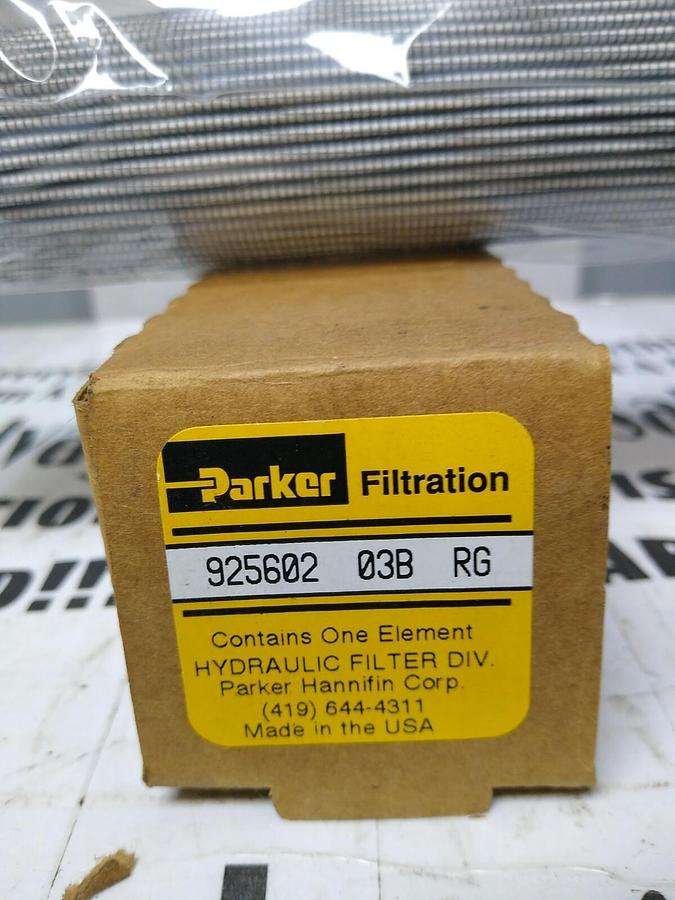 Parker Filtration
925602 03B RG
Contains One Element
HYDRAULIC FILTER DIV.
Parker Hannifin Corp.
(419) 644-4311
Made in the USA